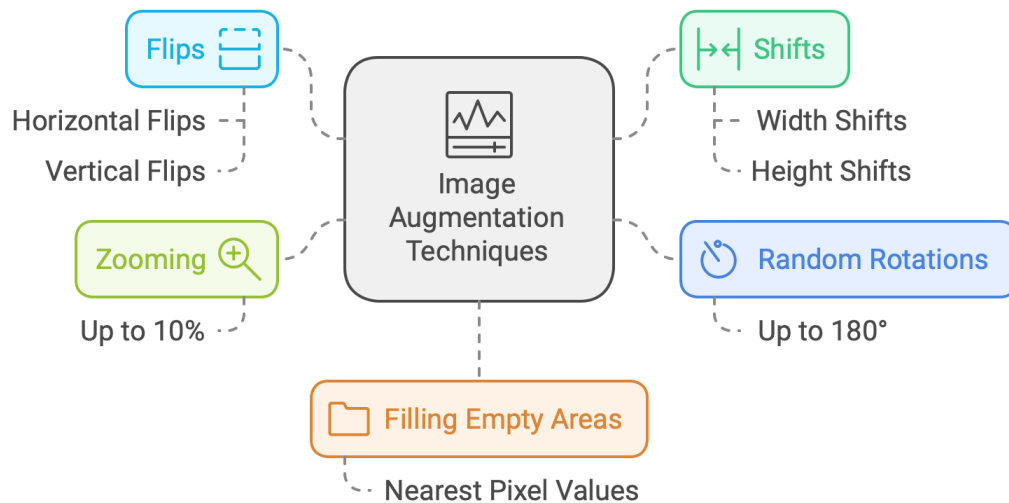 Flips
Horizontal Flips
Vertical Flips
Zooming
Up to 10%
Image
Augmentation
Techniques
Shifts
Width Shifts
Height Shifts
Random Rotations
Up to 180°
Filling Empty Areas
Nearest Pixel Values